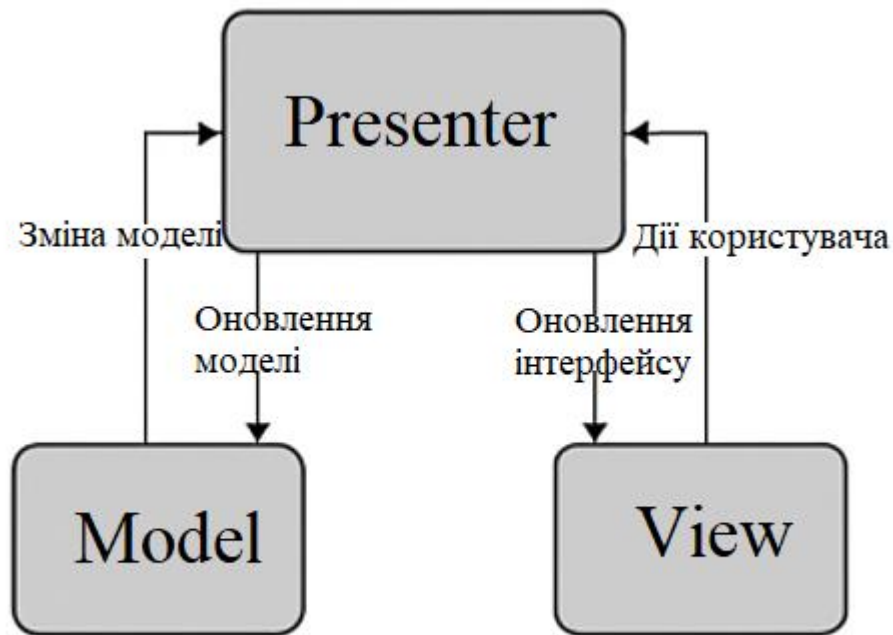 Presenter
Зміна моделі
Дії користувача
Оновлення
моделі
Оновлення
інтерфейсу
Model
View